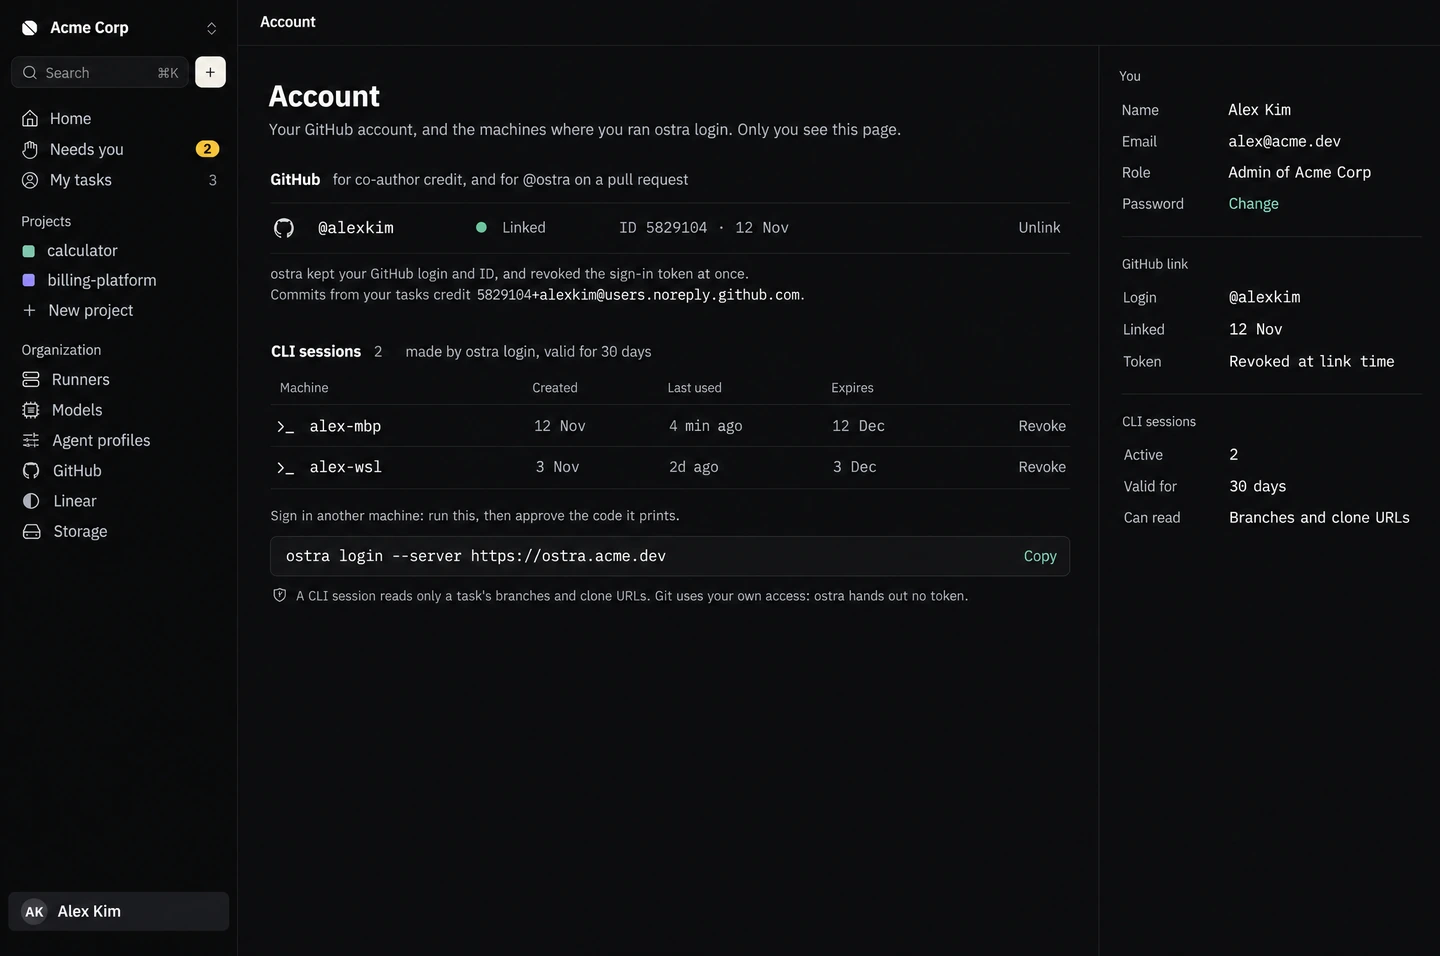 Acme Corp
Search ⌘K +
Home
Needs you 2
My tasks 3
Projects
calculator
billing-platform
+ New project
Organization
Runners
Models
Agent profiles
GitHub
Linear
Storage
AK Alex Kim
Account
Account
Your GitHub account, and the machines where you ran ostra login. Only you see this page.
GitHub for co-author credit, and for @ostra on a pull request
@alexkim Linked ID 5829104 · 12 Nov Unlink
ostra kept your GitHub login and ID, and revoked the sign-in token at once.
Commits from your tasks credit 5829104+alexkim@users.noreply.github.com.
CLI sessions 2 made by ostra login, valid for 30 days
Machine Created Last used Expires
>_ alex-mbp 12 Nov 4 min ago 12 Dec Revoke
>_ alex-wsl 3 Nov 2d ago 3 Dec Revoke
Sign in another machine: run this, then approve the code it prints.
ostra login --server https://ostra.acme.dev Copy
A CLI session reads only a task's branches and clone URLs. Git uses your own access: ostra hands out no token.
You
Name Alex Kim
Email alex@acme.dev
Role Admin of Acme Corp
Password Change
GitHub link
Login @alexkim
Linked 12 Nov
Token Revoked at link time
CLI sessions
Active 2
Valid for 30 days
Can read Branches and clone URLs